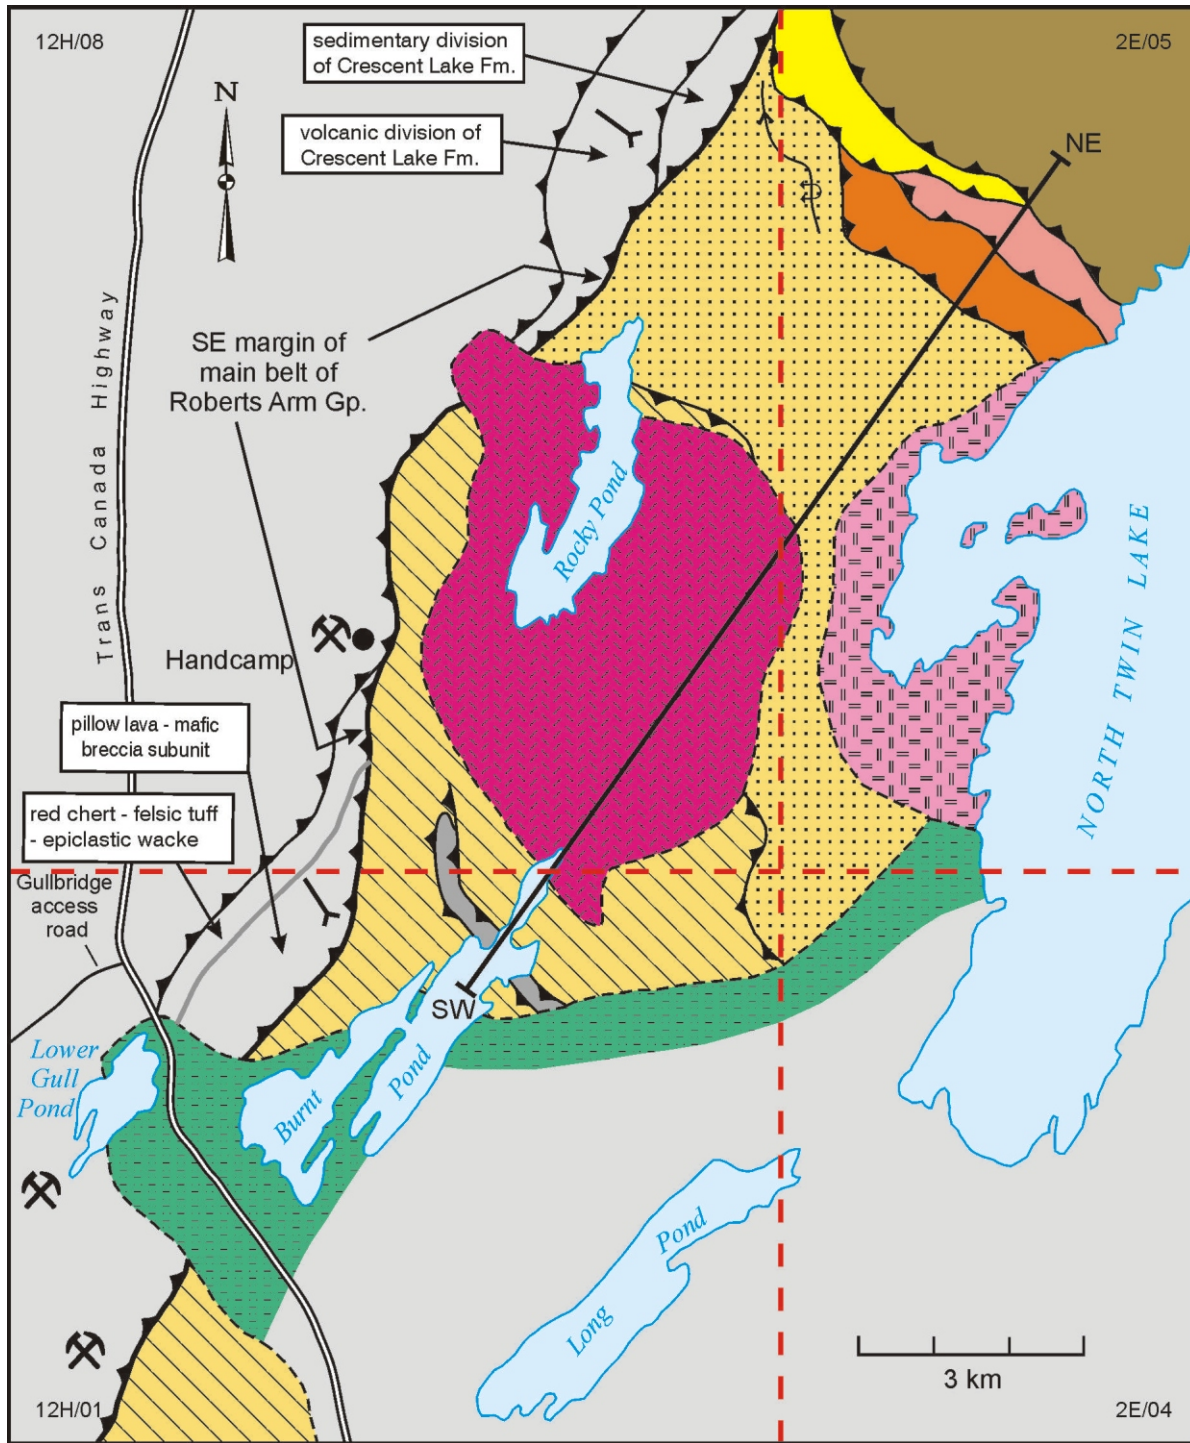 12H/08
2E/05
sedimentary division
of Crescent Lake Fm.
N
volcanic division of
Crescent Lake Fm.
NE
Trans Canada Highway
SE margin of
main belt of
Roberts Arm Gp.
Rocky Pond
NORTH TWIN LAKE
Handcamp
pillow lava - mafic
breccia subunit
red chert - felsic tuff
- epiclastic wacke
Gullbridge
access
road
SW
Lower
Gull
Pond
Burnt
Pond
Long
Pond
3 km
12H/01
2E/04